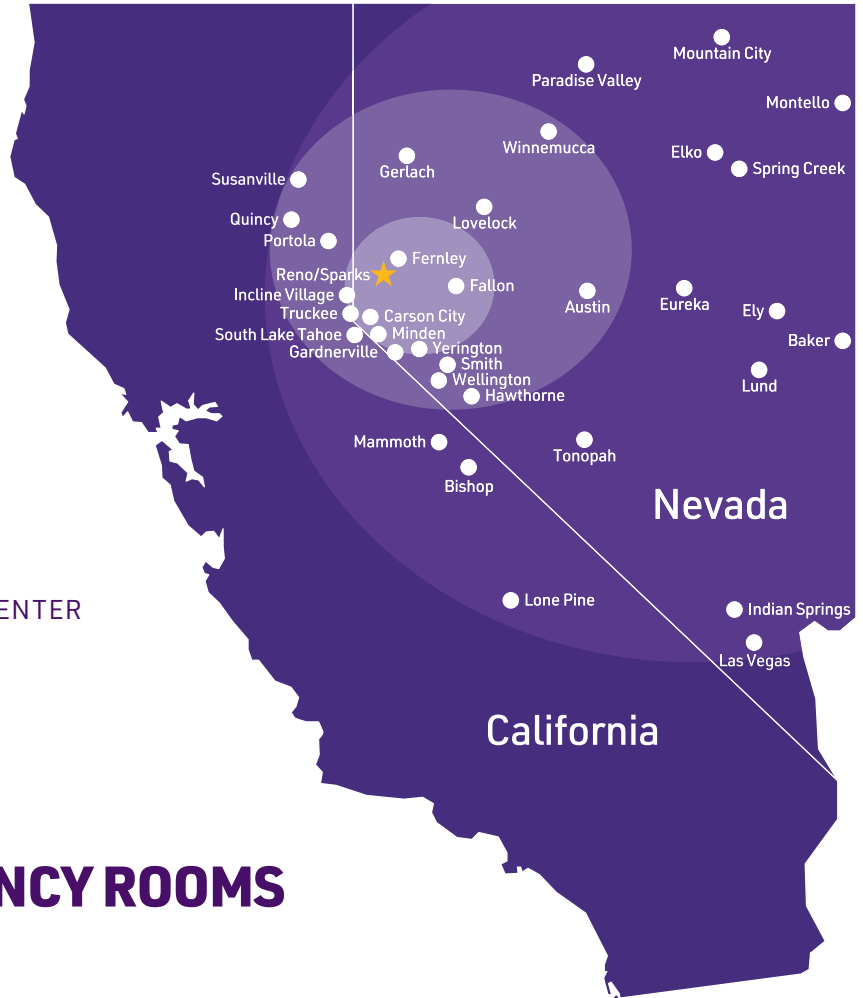 Mountain City
Paradise Valley
Montello
Winnemucca
Elko
Spring Creek
Gerlach
Susanville
Lovelock
Quincy
Portola
Fernley
Reno/Sparks
Fallon
Incline Village
Austin
Eureka
Truckee
Carson City
Ely
South Lake Tahoe
Minden
Baker
Gardnerville
Yerington
Smith
Wellington
Lund
Hawthorne
Mammoth
Tonopah
Bishop
Nevada
Lone Pine
Indian Springs
ENTER
Las Vegas
California
NCY ROOMS